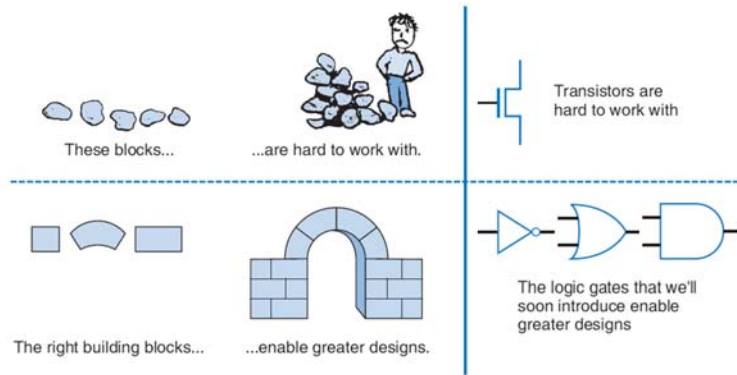 These blocks...
...are hard to work with.
Transistors are
hard to work with
The right building blocks...
...enable greater designs.
The logic gates that we'll
soon introduce enable
greater designs